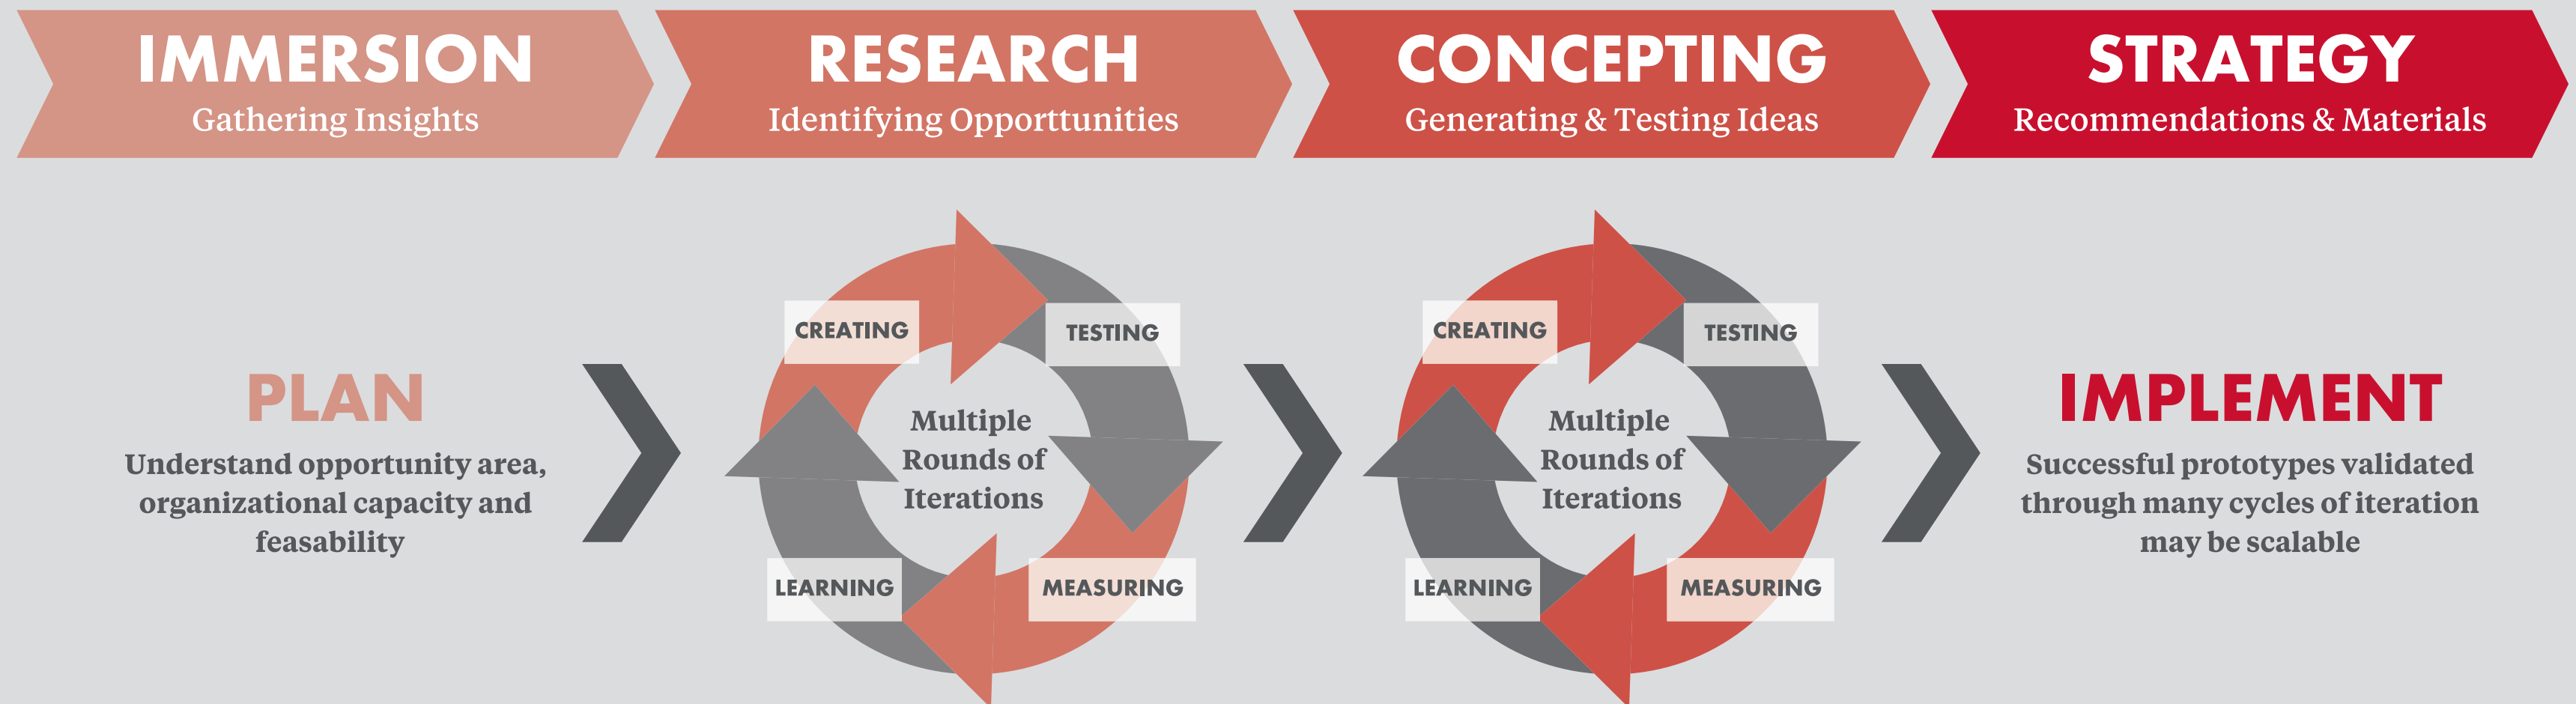 IMMERSION
Gathering Insights
RESEARCH
Identifying Opporttunities
CONCEPTING
Generating & Testing Ideas
STRATEGY
Recommendations & Materials
PLAN
Understand opportunity area,
organizational capacity and
feasability
CREATING
TESTING
Multiple
Rounds of
Iterations
LEARNING
MEASURING
CREATING
TESTING
Multiple
Rounds of
Iterations
LEARNING
MEASURING
IMPLEMENT
Successful prototypes validated
through many cycles of iteration
may be scalable